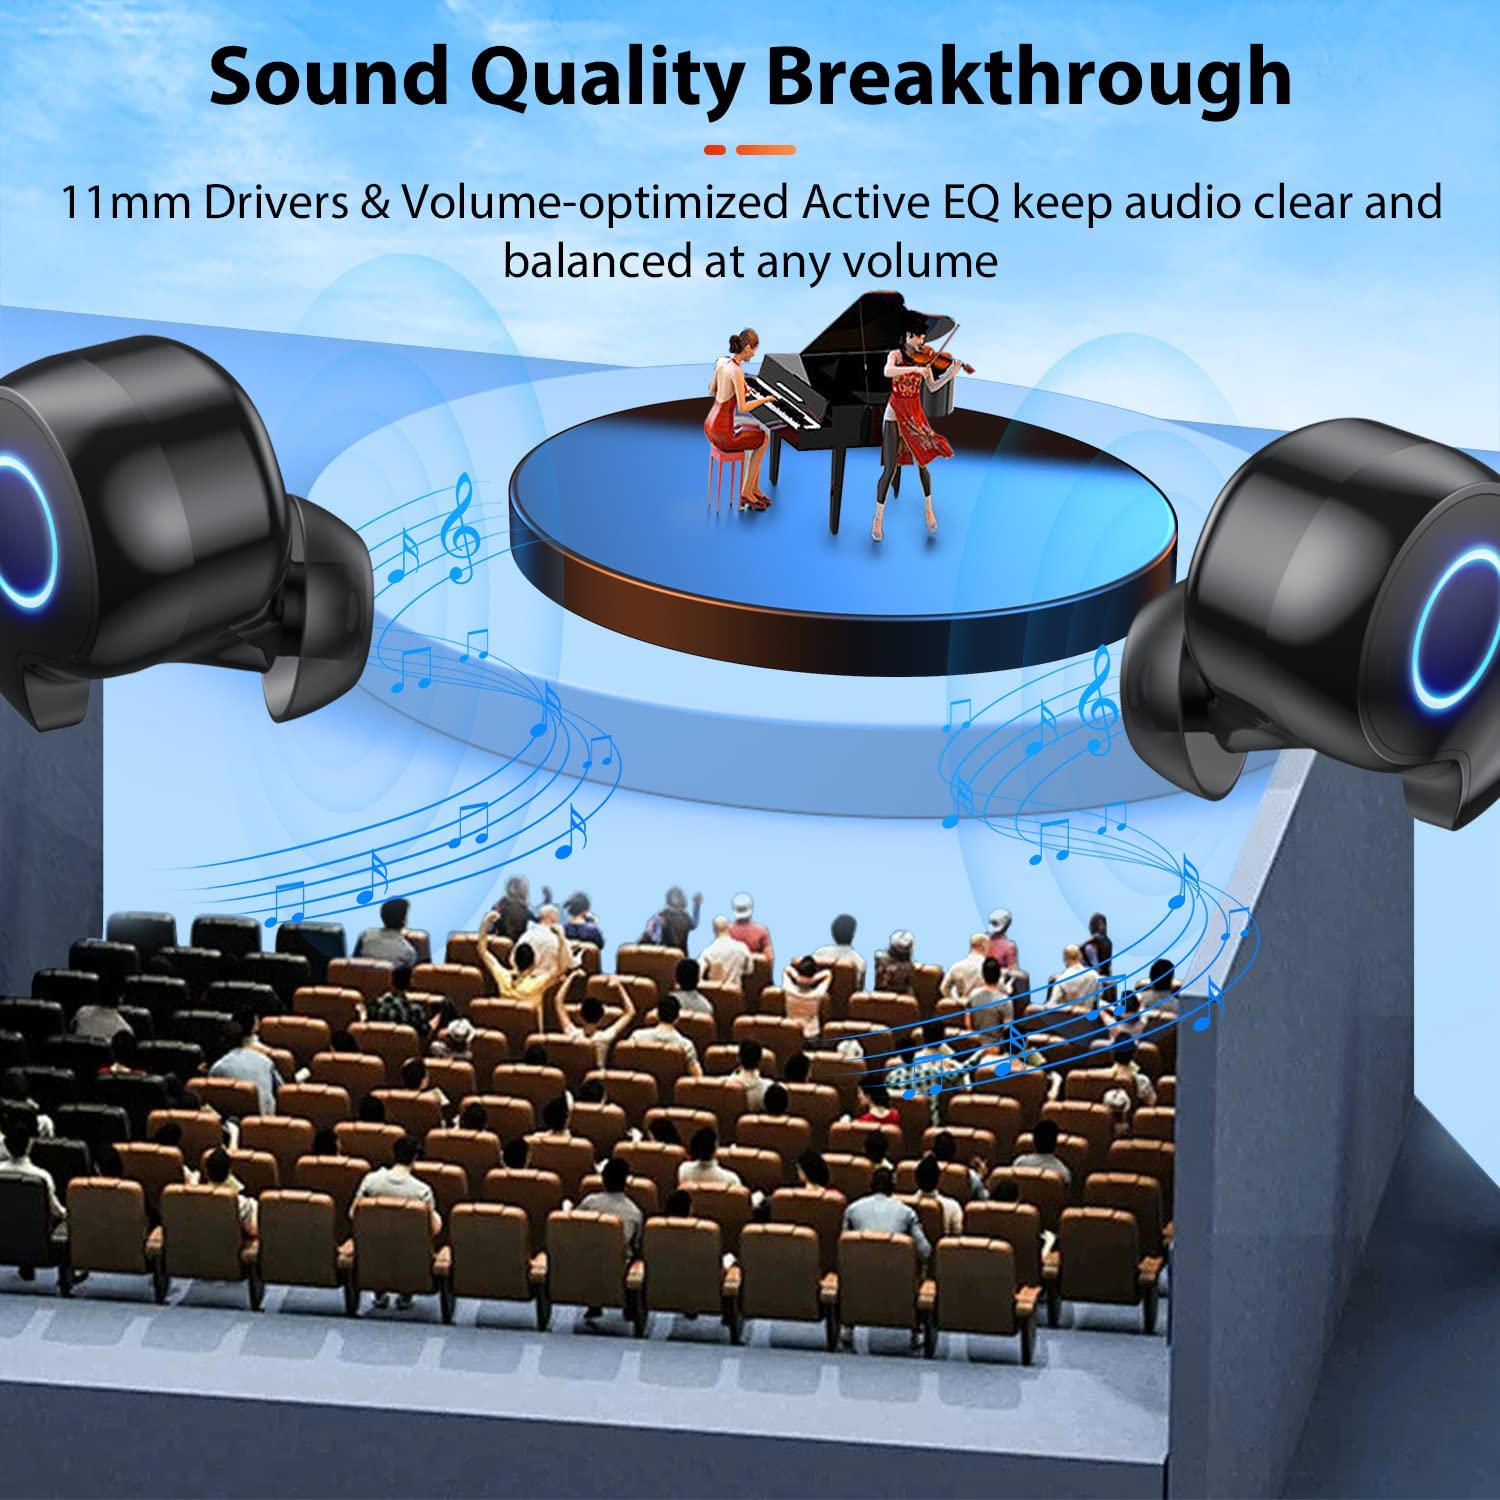 Sound Quality Breakthrough
11mm Drivers & Volume-optimized Active EQ keep audio clear and
balanced at any volume